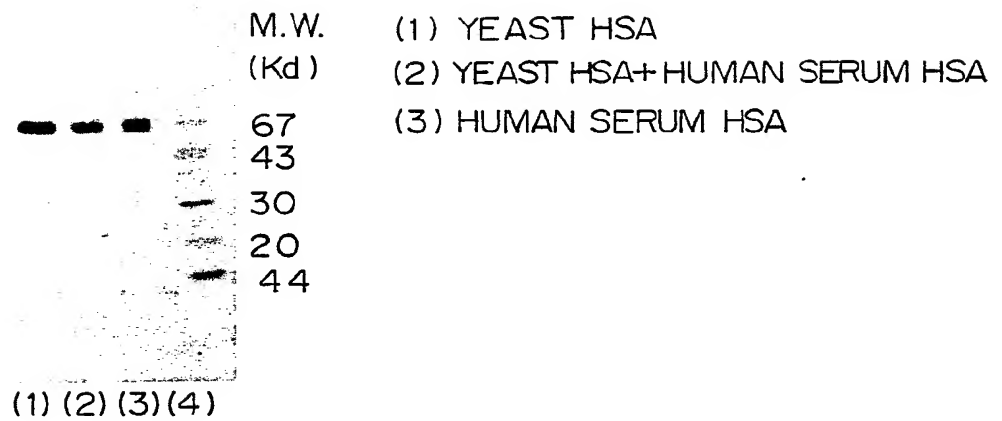 M.W.
(Kd)
67
43
30
20
44
(1) YEAST HSA
(2) YEAST HSA+HUMAN SERUM HSA
(3) HUMAN SERUM HSA
(1) (2) (3) (4)